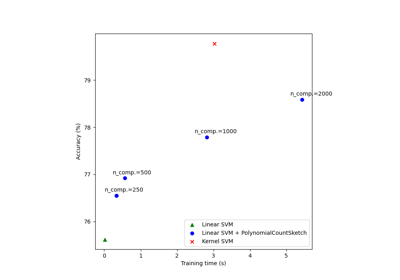 79
78
77
76
Accuracy (%)
n_comp.=2000
n_comp.=1000
n_comp.=500
n_comp.=250
Linear SVM
Linear SVM + PolynomialCountSketch
Kernel SVM
0 1 2 3 4 5
Training time (s)